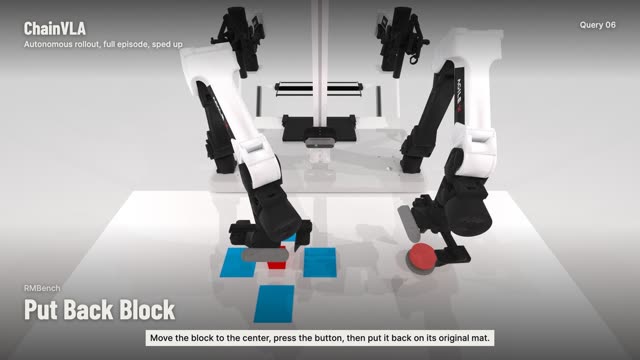 ChainVLA
Autonomous rollout, full episode, sped up
Query 06
RMBench
Put Back Block
Move the block to the center, press the button, then put it back on its original mat.